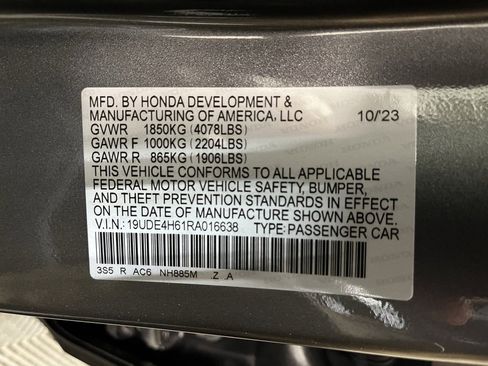 MFD. BY HONDA DEVELOPMENT &
MANUFACTURING OF AMERICA, LLC 10/23
GVWR 1850KG (4078LBS)
GAWR F 1000KG (2204LBS)
GAWR R 865KG (1906LBS)
THIS VEHICLE CONFORMS TO ALL APPLICABLE
FEDERAL MOTOR VEHICLE SAFETY, BUMPER,
AND THEFT PREVENTION STANDARDS IN EFFECT
ON THE DATE OF MANUFACTURE SHOWN ABOVE.
V.I.N.: 19UDE4H61RA016638 TYPE:PASSENGER CAR
3S5 R AC6 NH885M .Z .A